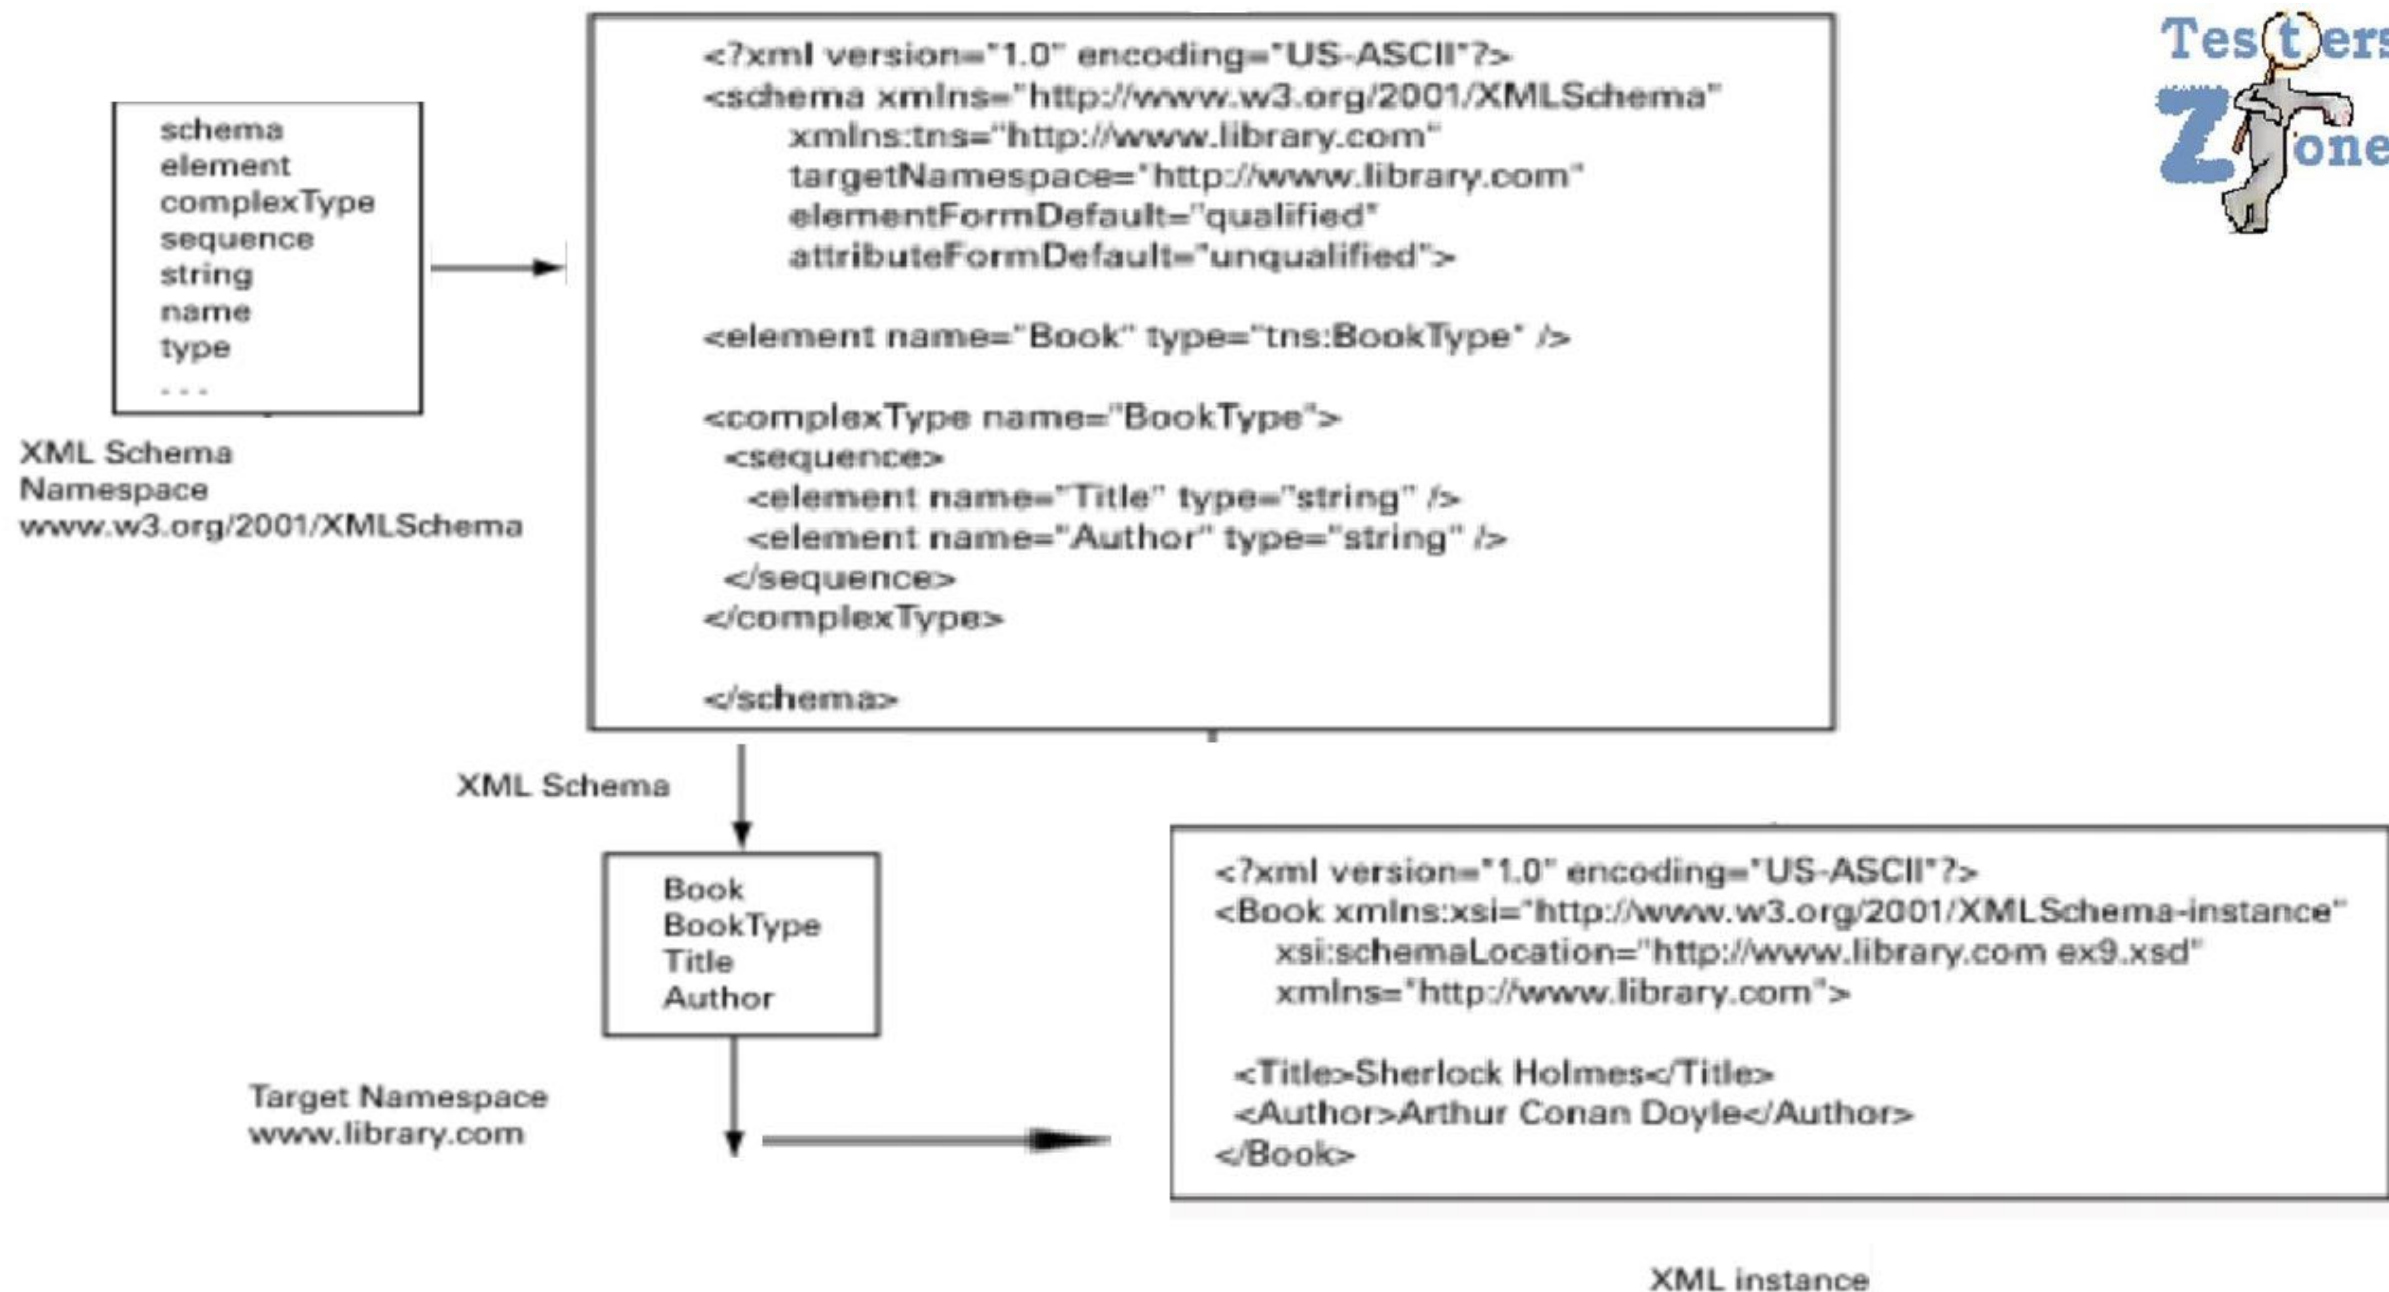 schema
element
complexType
sequence
string
name
type
. . .
XML Schema
Namespace
www.w3.org/2001/XMLSchema
<?xml version="1.0" encoding="US-ASCII"?>
<schema xmlns="http://www.w3.org/2001/XMLSchema"
xmlns:tns="http://www.library.com"
targetNamespace="http://www.library.com"
elementFormDefault="qualified"
attributeFormDefault="unqualified">
<element name="Book" type="tns:BookType" />
<complexType name="BookType">
<sequence>
<element name="Title" type="string" />
<element name="Author" type="string" />
</sequence>
</complexType>
</schema>
Testers
Zone
XML Schema
Book
BookType
Title
Author
Target Namespace
www.library.com
<?xml version="1.0" encoding="US-ASCII"?>
<Book xmlns:xsi="http://www.w3.org/2001/XMLSchema-instance"
xsi:schemaLocation="http://www.library.com ex9.xsd"
xmlns="http://www.library.com">
<Title>Sherlock Holmes</Title>
<Author>Arthur Conan Doyle</Author>
</Book>
XML instance